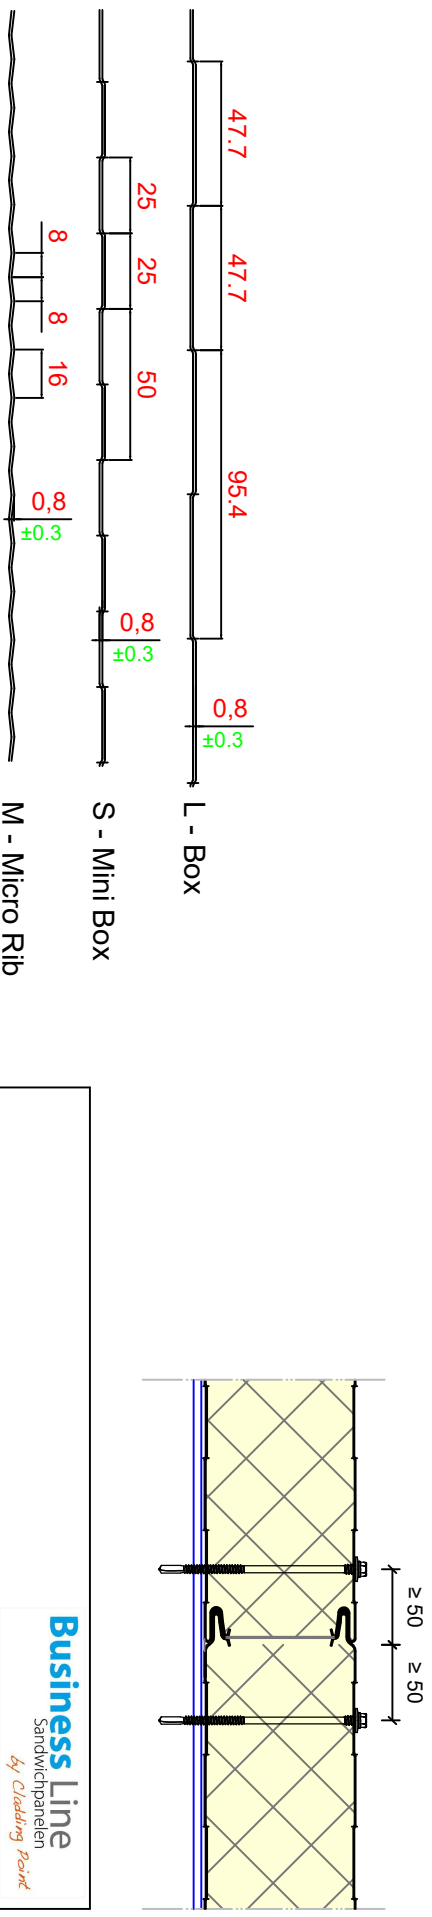 47.7
47.7
95.4
0,8
±0.3
L - Box
25
25
50
0,8
±0.3
S - Mini Box
8
8
16
0,8
±0.3
M - Micro Rib
≥ 50
≥ 50
Business Line
Sandwichpanelen
by Cladding Point